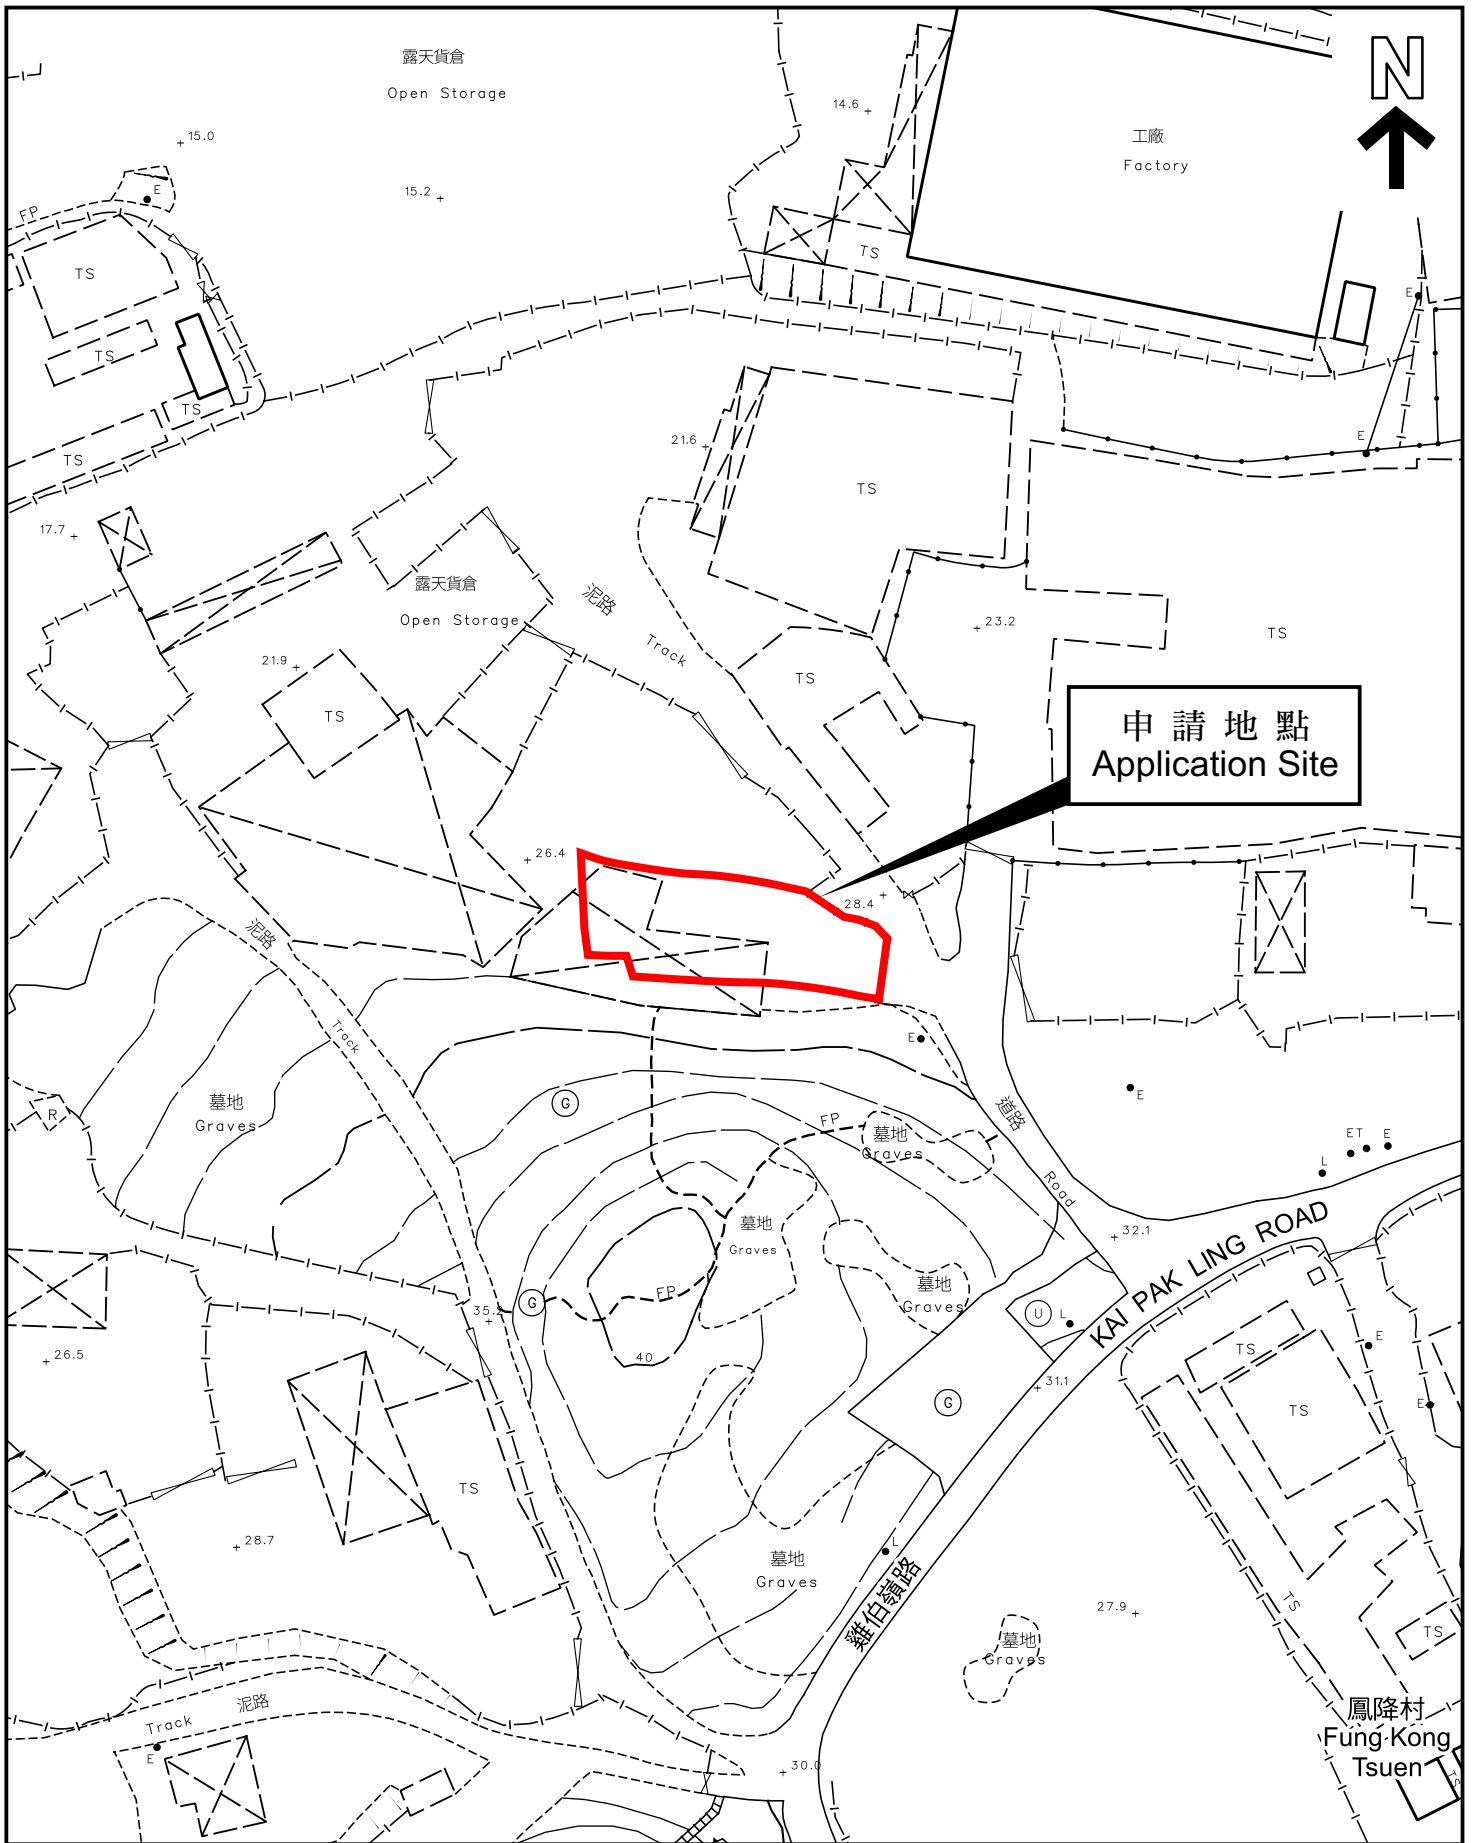 露天貨倉
Open Storage
N
14.6
15.0
工廠
Factory
15.2
E
FP
TS
TS
E
TS
TS
E
21.6
TS
TS
17.7
露天貨倉
Open Storage
泥路
Track
23.2
TS
21.9
TS
TS
申請地點
Application Site
26.4
28.4
泥路
Track
E
墓地
Graves
R
G
E
道路
Road
FP
墓地
Graves
ET
E
L
墓地
Graves
32.1
KAI PAK LING ROAD
墓地
Graves
FP
35.2
G
U
L
26.5
40
E
TS
31.1
G
E
TS
TS
28.7
L
墓地
Graves
雞伯嶺路
27.9
TS
TS
墓地
Graves
泥路
Track
E
鳳降村
Fung Kong
Tsuen
30.0
TS